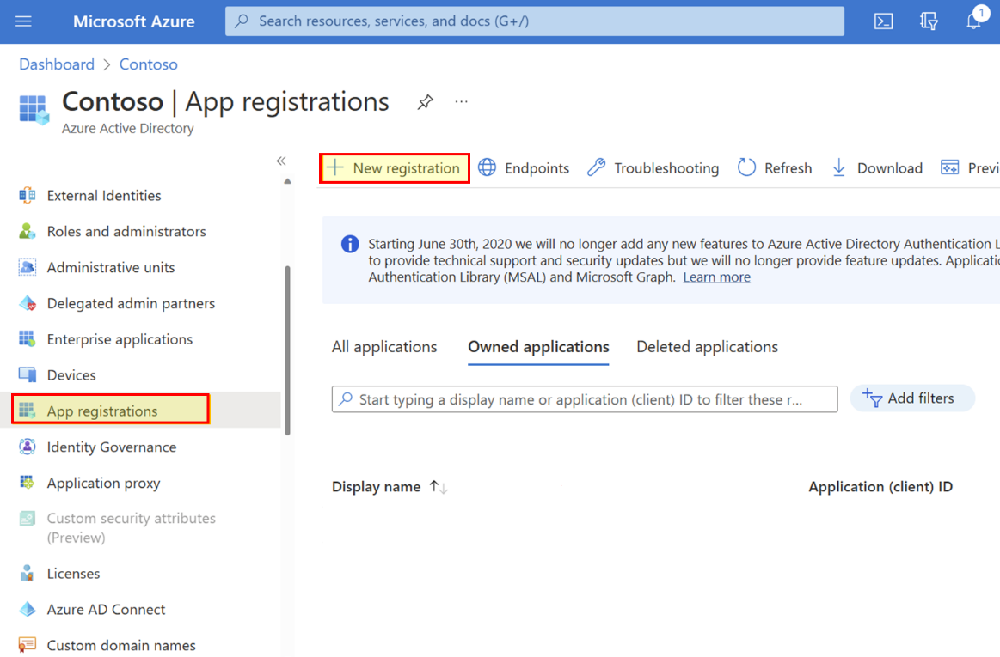 Microsoft Azure
Search resources, services, and docs (G+/)
1
Dashboard > Contoso
Contoso | App registrations
Azure Active Directory
External Identities
Roles and administrators
Administrative units
Delegated admin partners
Enterprise applications
Devices
App registrations
Identity Governance
Application proxy
Custom security attributes
(Preview)
Licenses
Azure AD Connect
Custom domain names
New registration
Endpoints
Troubleshooting
Refresh
Download
Previ
Starting June 30th, 2020 we will no longer add any new features to Azure Active Directory Authentication L
to provide technical support and security updates but we will no longer provide feature updates. Applicatio
Authentication Library (MSAL) and Microsoft Graph. Learn more
All applications
Owned applications
Deleted applications
Start typing a display name or application (client) ID to filter these r...
Add filters
Display name
Application (client) ID